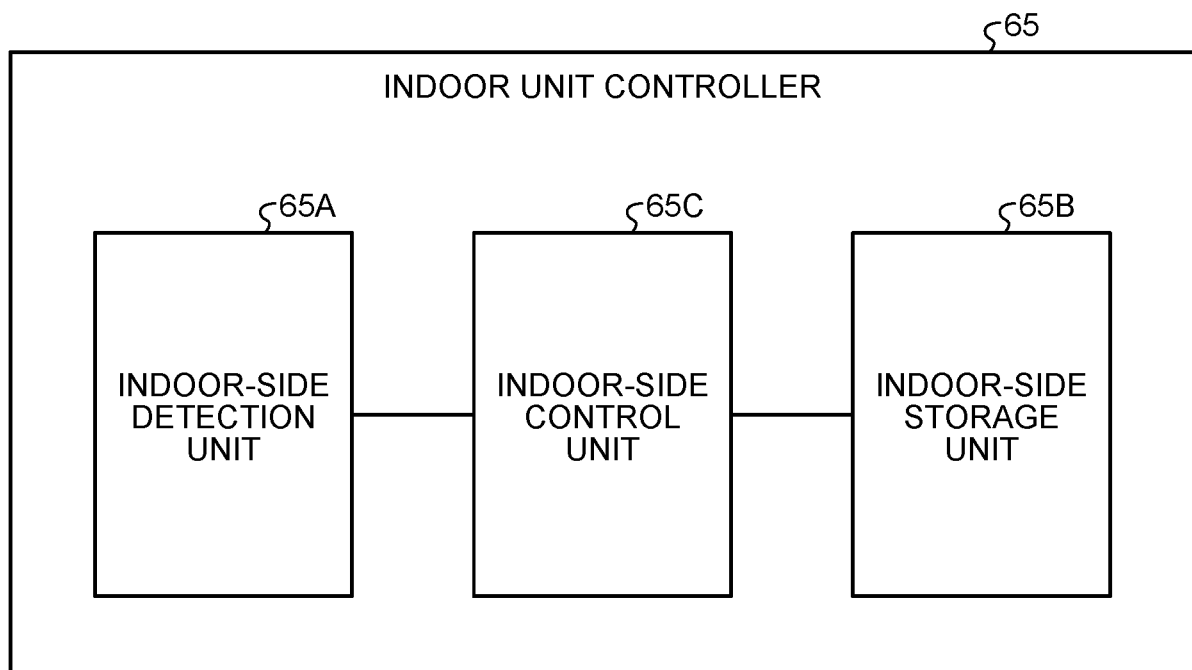 65
INDOOR UNIT CONTROLLER
65A
65C
65B
INDOOR-SIDE
DETECTION
UNIT
INDOOR-SIDE
CONTROL
UNIT
INDOOR-SIDE
STORAGE
UNIT